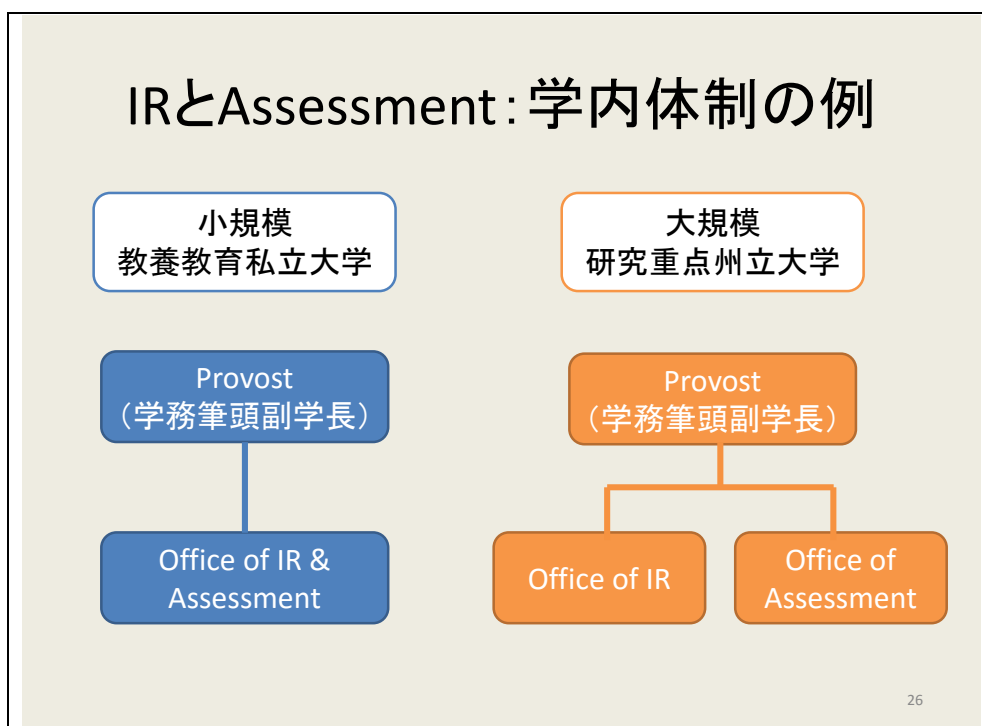 IRとAssessment：学内体制の例
小規模
教養教育私立大学
大規模
研究重点州立大学
Provost
（学務筆頭副学長）
Provost
（学務筆頭副学長）
Office of IR &
Assessment
Office of IR
Office of
Assessment
26